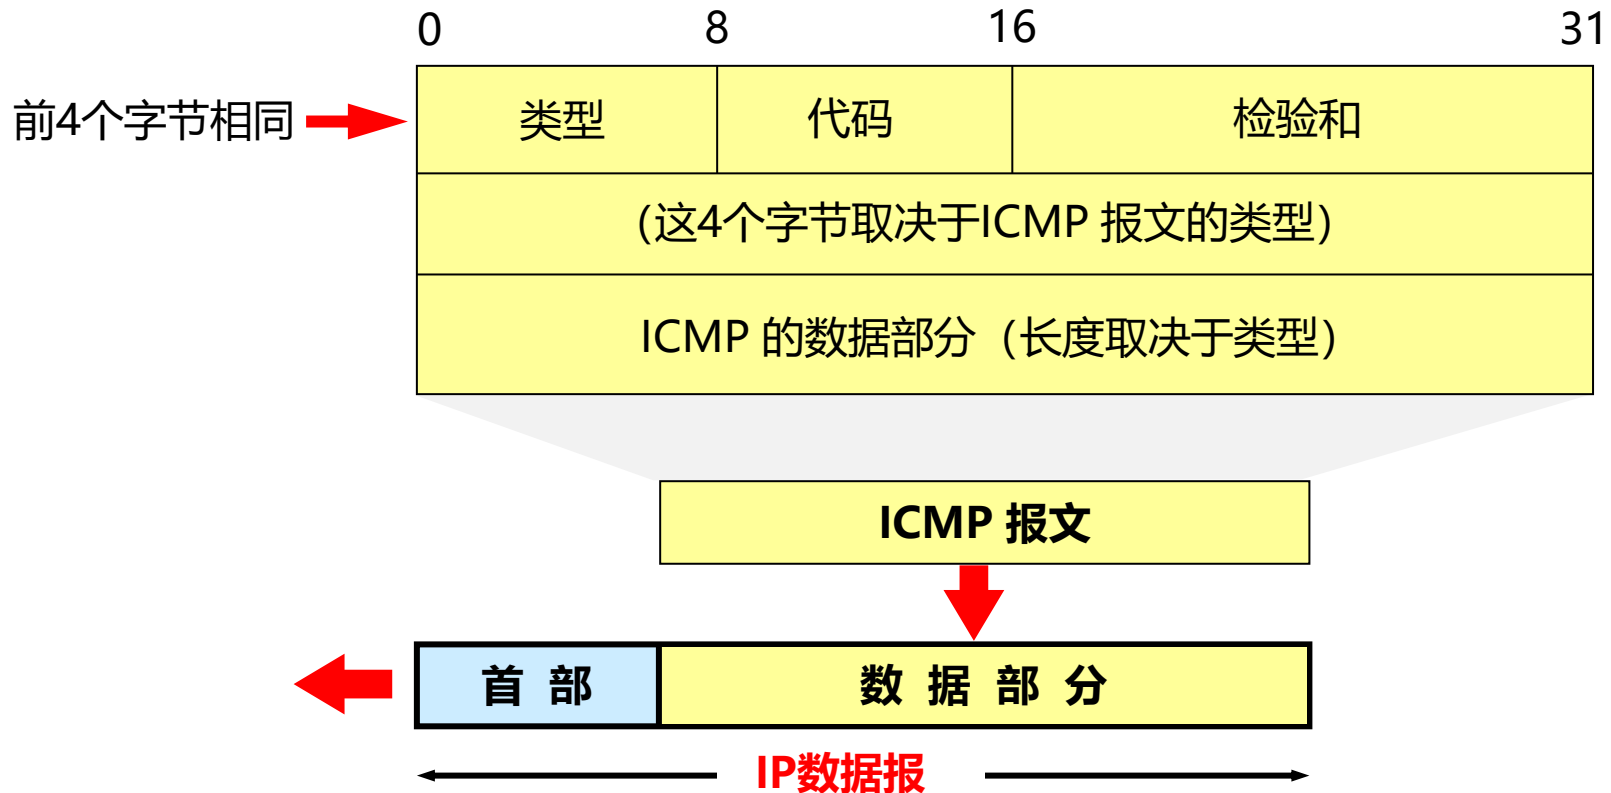 0 8 16 31
前4个字节相同 类型 代码 检验和
（这4个字节取决于ICMP 报文的类型）
ICMP 的数据部分（长度取决于类型）
ICMP 报文
首 部 数 据 部 分
IP数据报